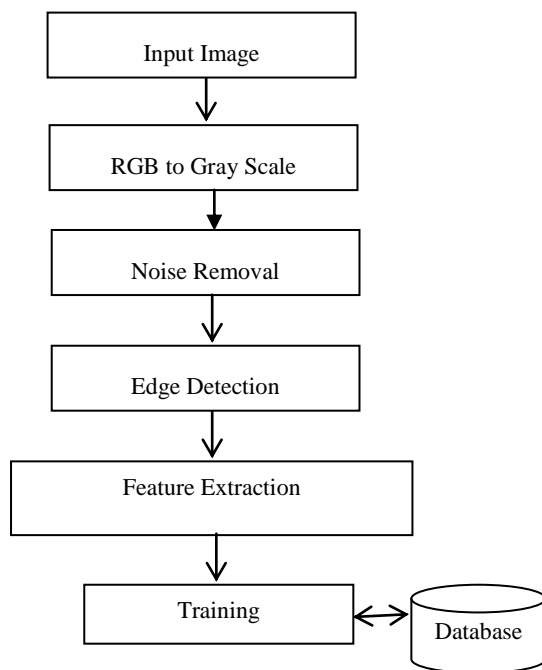 Input Image
RGB to Gray Scale
Noise Removal
Edge Detection
Feature Extraction
Training
Database